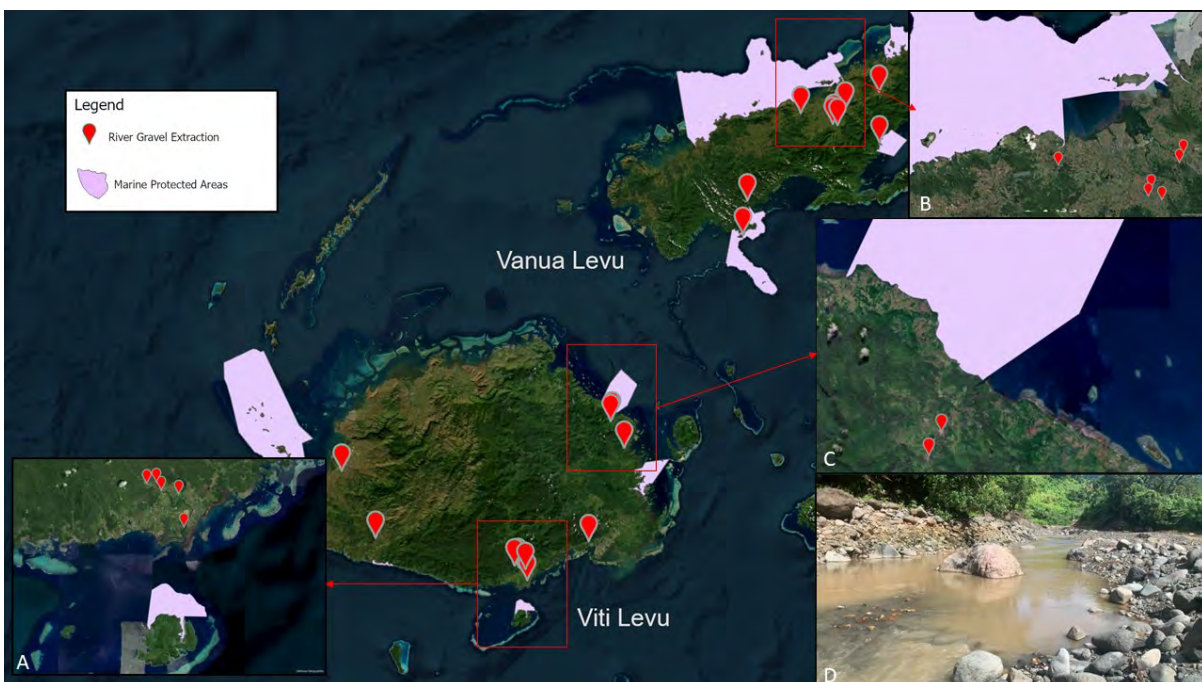 Legend
River Gravel Extraction
Marine Protected Areas
Vanua Levu
Viti Levu
A
B
C
D